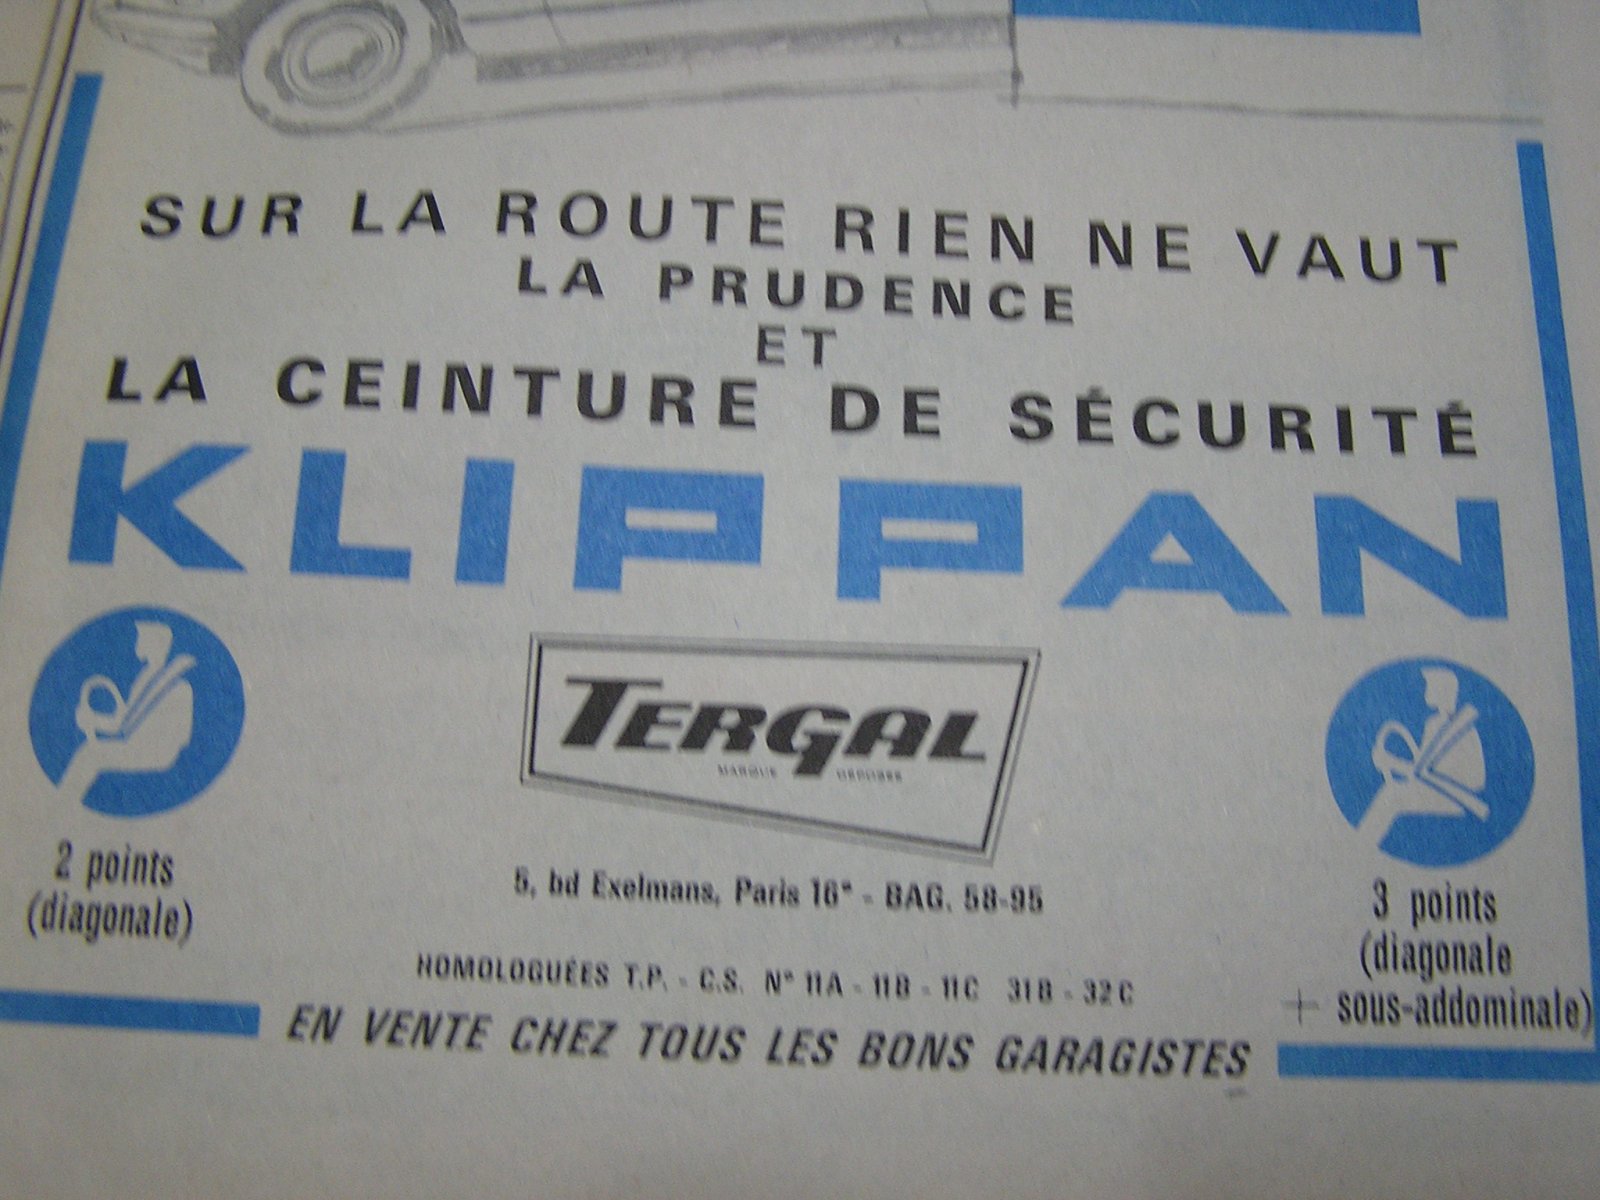 SUR LA ROUTE RIEN NE VAUT
LA PRUDENCE
ET
LA CEINTURE DE SÉCURITÉ
KLIPPAN
TERGAL
MARQUE DÉPOSÉE
5, bd Exelmans, Paris 16e - BAG. 58-95
2 points
(diagonale)
3 points
(diagonale
+ sous-addominale)
HOMOLOGUÉES T.P. - C.S. N° 11A - 11B - 11C 31B - 32C
EN VENTE CHEZ TOUS LES BONS GARAGISTES